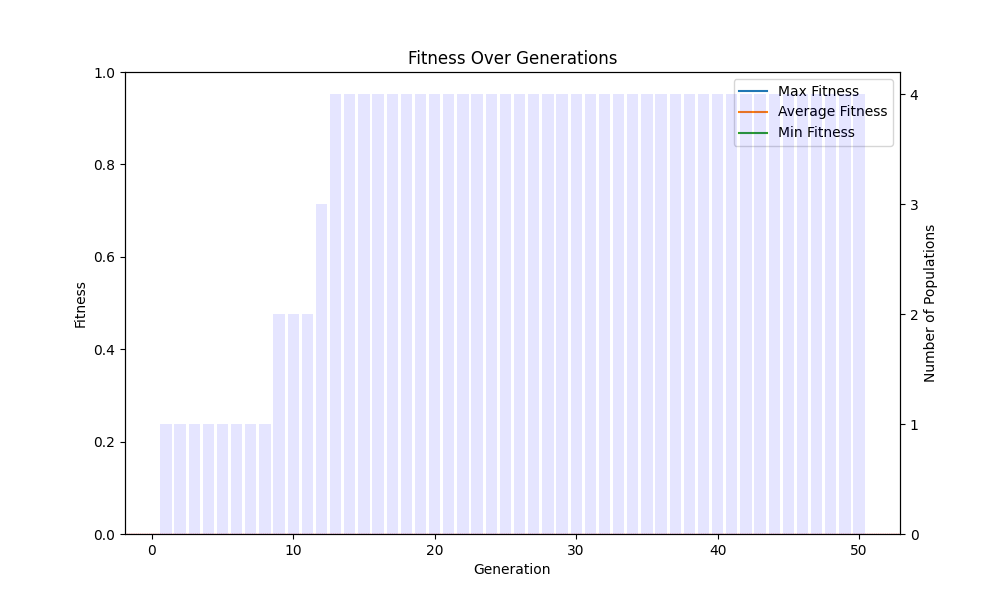 Fitness Over Generations
1.0
0.8
0.6
0.4
0.2
0.0
Fitness
Max Fitness
Average Fitness
Min Fitness
4
3
2
1
0
Number of Populations
0 10 20 30 40 50
Generation